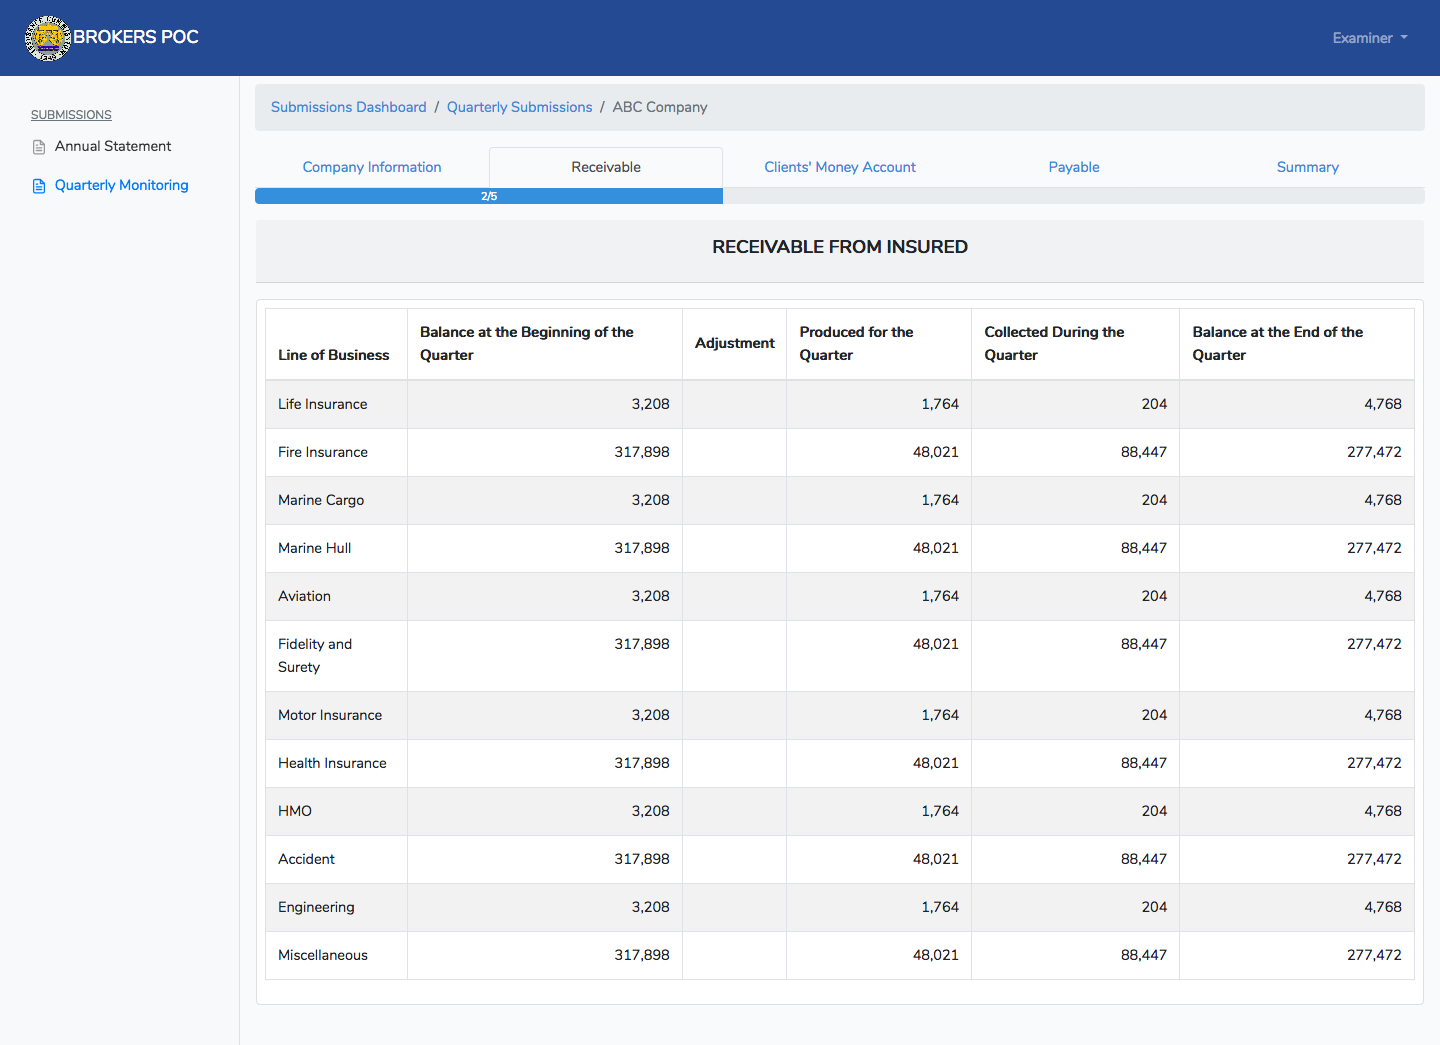 BROKERS POC
Examiner
SUBMISSIONS
Annual Statement
Quarterly Monitoring
Submissions Dashboard / Quarterly Submissions / ABC Company
Company Information Receivable Clients' Money Account Payable Summary
2/5
RECEIVABLE FROM INSURED
Line of Business Balance at the Beginning of the Quarter Adjustment Produced for the Quarter Collected During the Quarter Balance at the End of the Quarter
Life Insurance 3,208 1,764 204 4,768
Fire Insurance 317,898 48,021 88,447 277,472
Marine Cargo 3,208 1,764 204 4,768
Marine Hull 317,898 48,021 88,447 277,472
Aviation 3,208 1,764 204 4,768
Fidelity and Surety 317,898 48,021 88,447 277,472
Motor Insurance 3,208 1,764 204 4,768
Health Insurance 317,898 48,021 88,447 277,472
HMO 3,208 1,764 204 4,768
Accident 317,898 48,021 88,447 277,472
Engineering 3,208 1,764 204 4,768
Miscellaneous 317,898 48,021 88,447 277,472